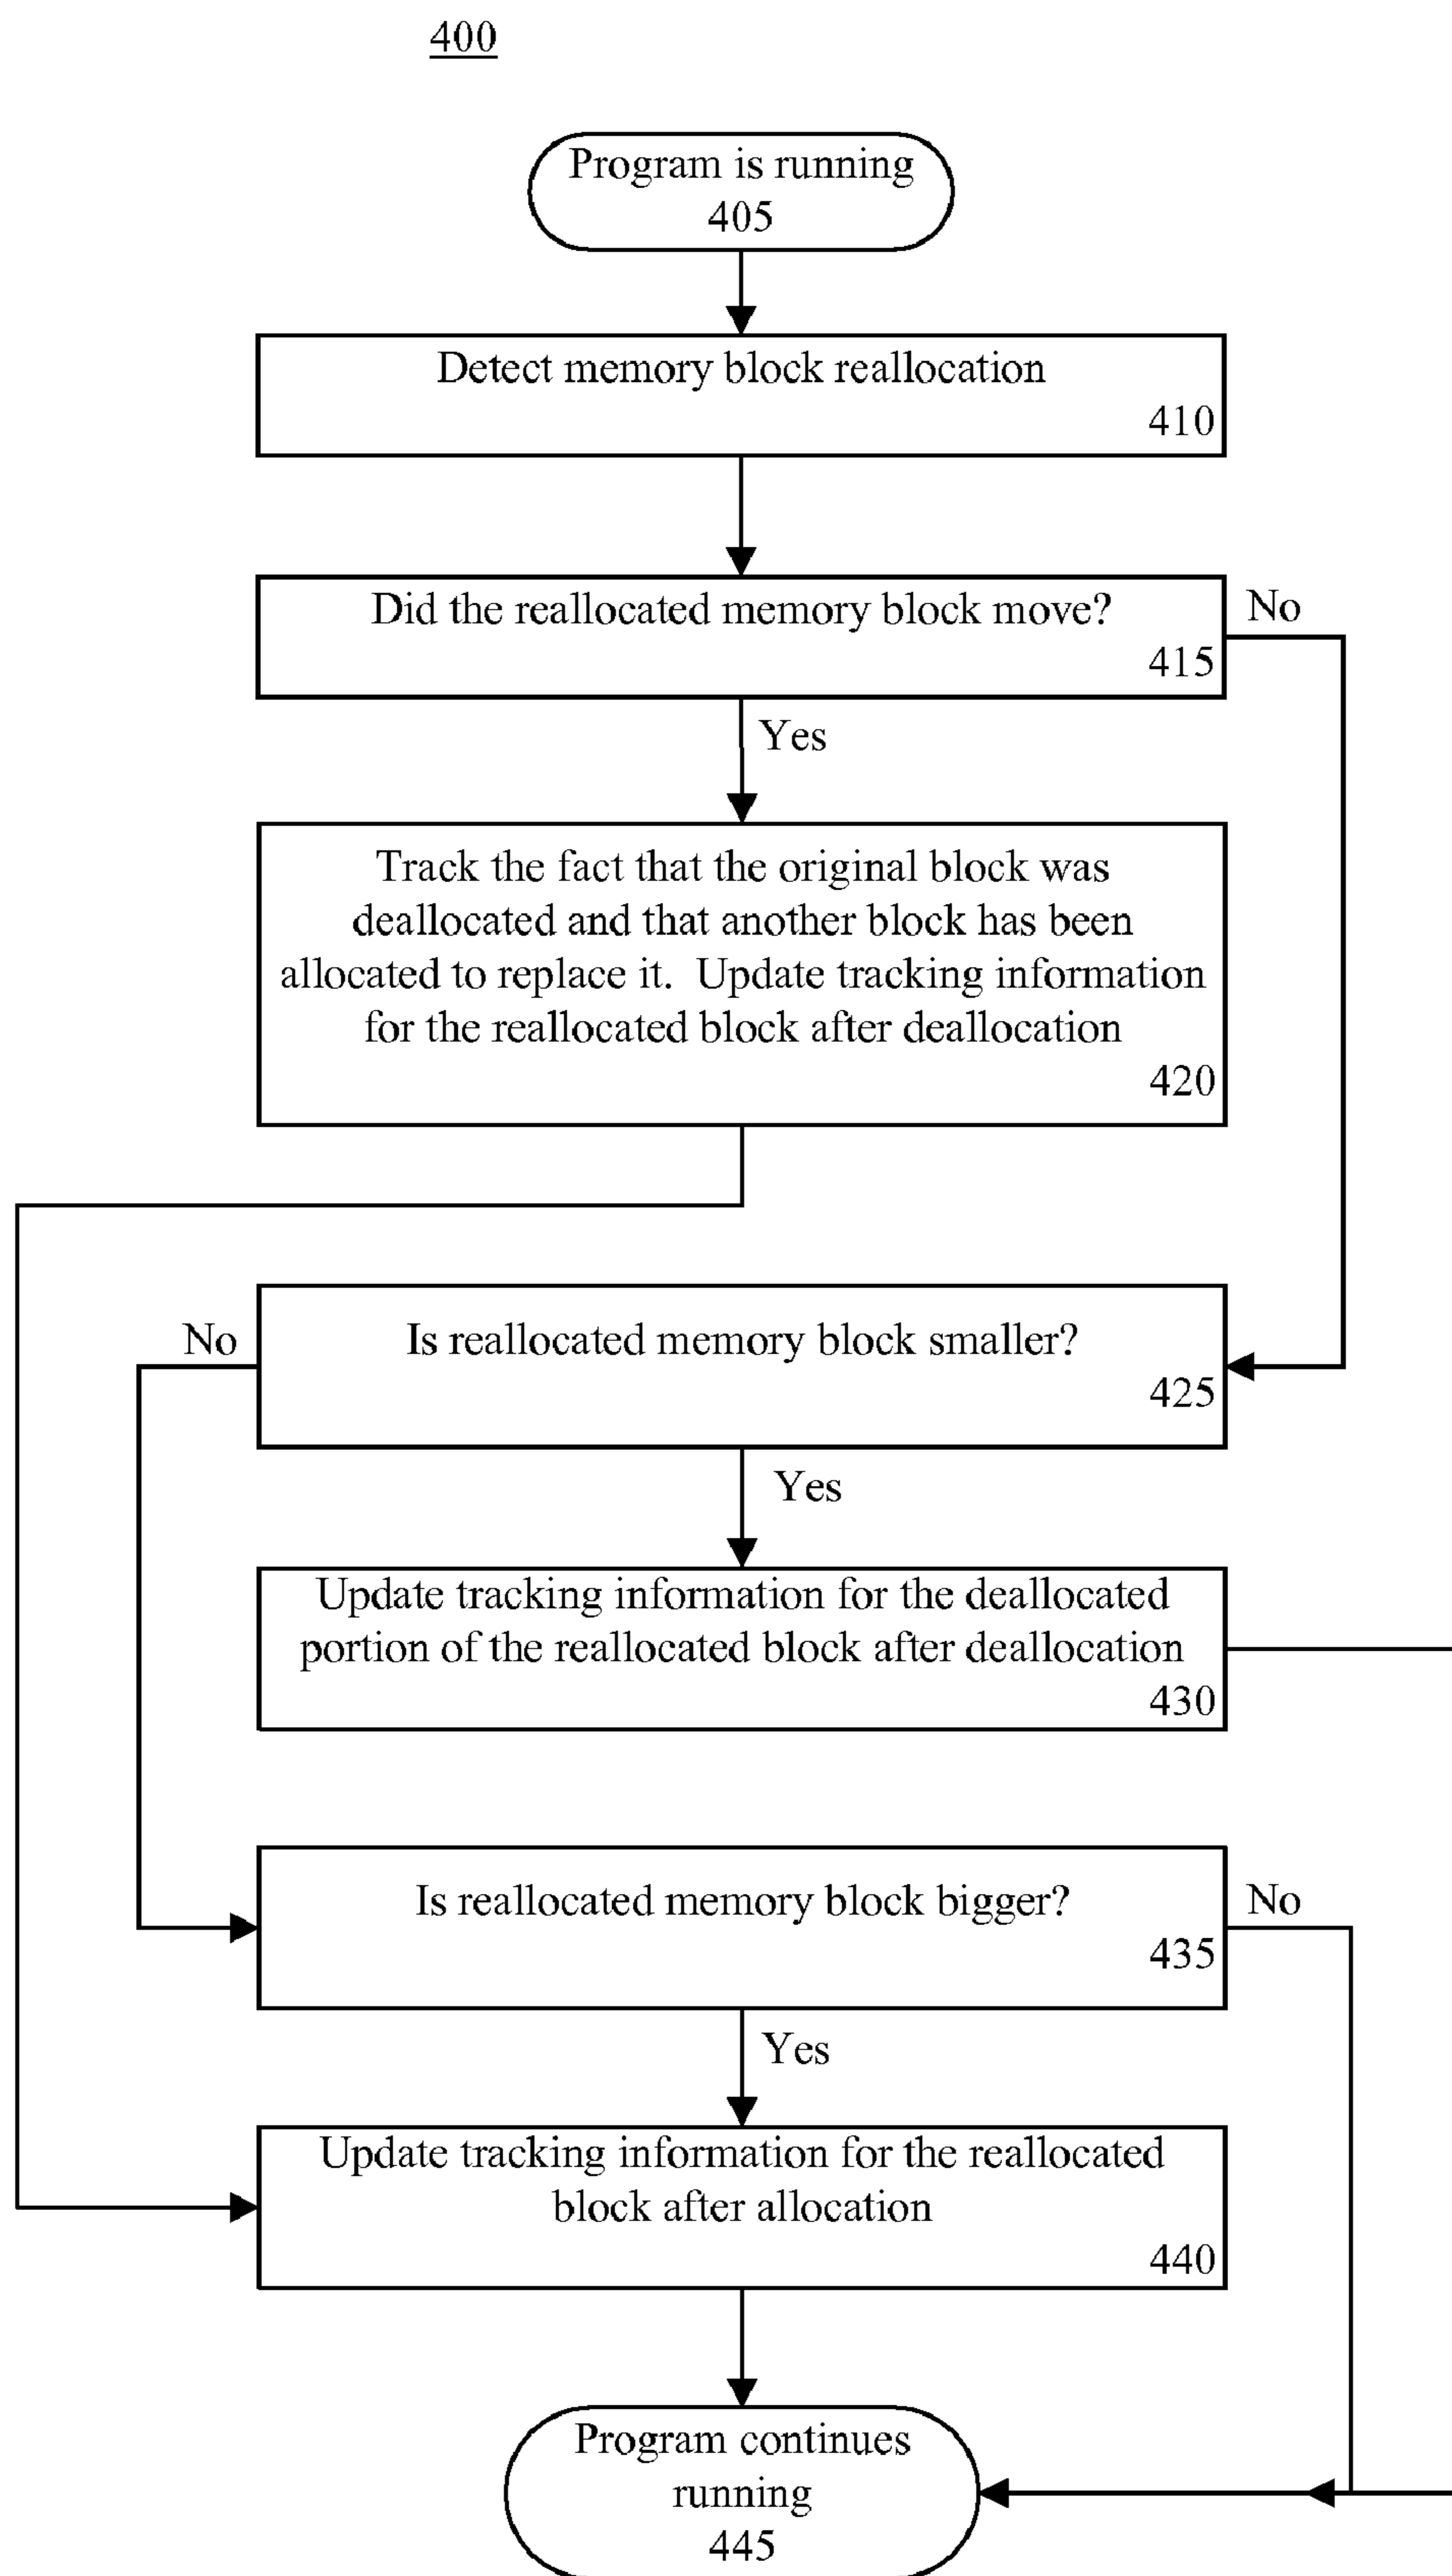 400
Program is running
405
Detect memory block reallocation
410
Did the reallocated memory block move?
415
No
Yes
Track the fact that the original block was
deallocated and that another block has been
allocated to replace it. Update tracking information
for the reallocated block after deallocation
420
No
Is reallocated memory block smaller?
425
Yes
Update tracking information for the deallocated
portion of the reallocated block after deallocation
430
Is reallocated memory block bigger?
435
No
Yes
Update tracking information for the reallocated
block after allocation
440
Program continues
running
445